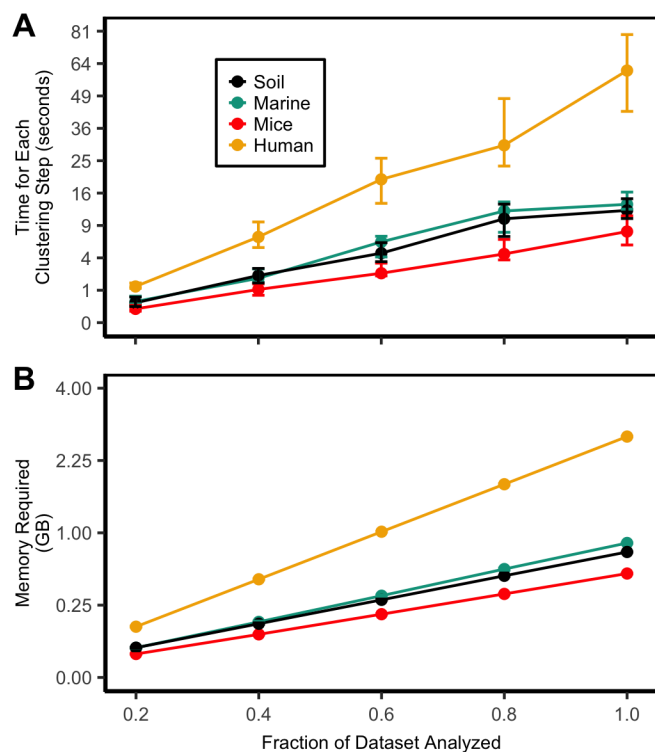 A
81
64
49
36
25
16
9
4
1
0
Time for Each
Clustering Step (seconds)
Soil
Marine
Mice
Human
B
4.00
2.25
1.00
0.25
0.00
Memory Required
(GB)
0.2 0.4 0.6 0.8 1.0
Fraction of Dataset Analyzed